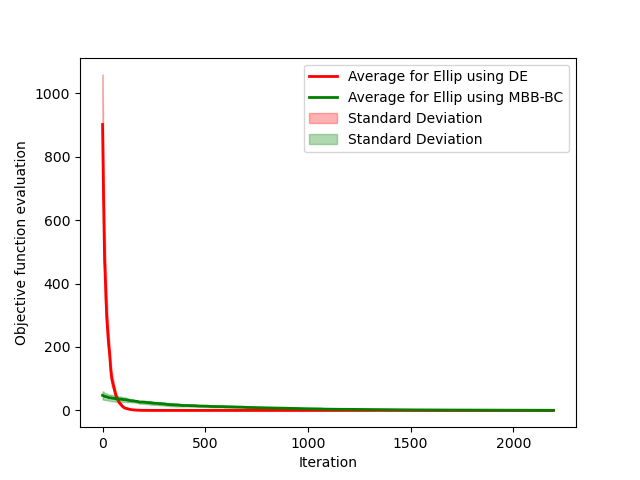 Average for Ellip using DE
Average for Ellip using MBB-BC
Standard Deviation
Standard Deviation
Objective function evaluation
1000
800
600
400
200
0
0 500 1000 1500 2000
Iteration